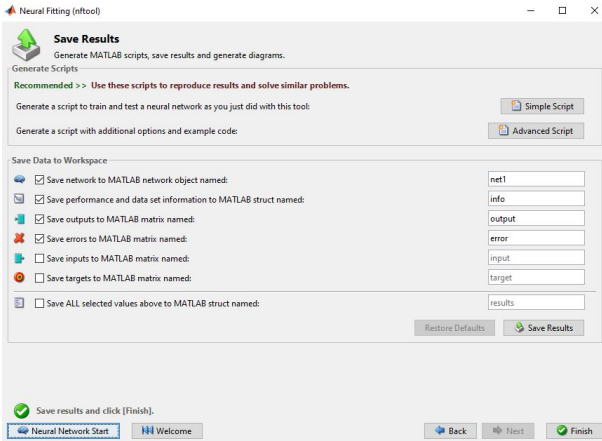 Neural Fitting (nftool)
Save Results
Generate MATLAB scripts, save results and generate diagrams.
Generate Scripts
Recommended >> Use these scripts to reproduce results and solve similar problems.
Generate a script to train and test a neural network as you just did with this tool:
Simple Script
Generate a script with additional options and example code:
Advanced Script
Save Data to Workspace
Save network to MATLAB network object named:
net1
Save performance and data set information to MATLAB struct named:
info
Save outputs to MATLAB matrix named:
output
Save errors to MATLAB matrix named:
error
Save inputs to MATLAB matrix named:
input
Save targets to MATLAB matrix named:
target
Save ALL selected values above to MATLAB struct named:
results
Restore Defaults
Save Results
Save results and click [Finish].
Neural Network Start
Welcome
Back
Next
Finish